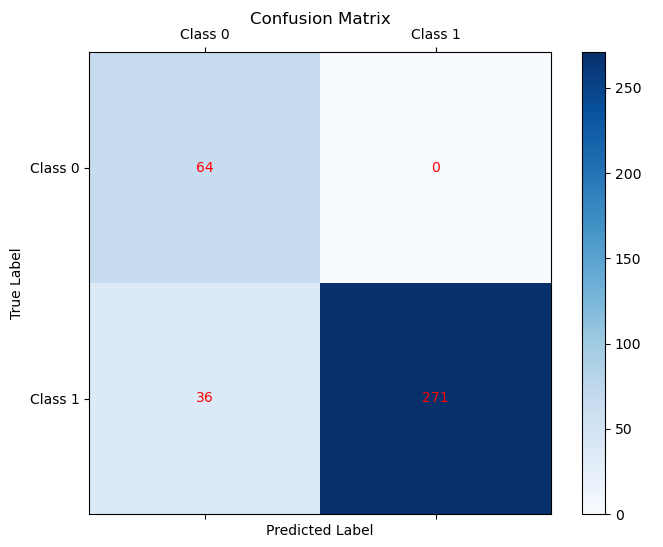 Confusion Matrix
Class 0 Class 1
250
200
150
100
50
0
Class 0
64 0
Class 1
36 271
True Label
Predicted Label